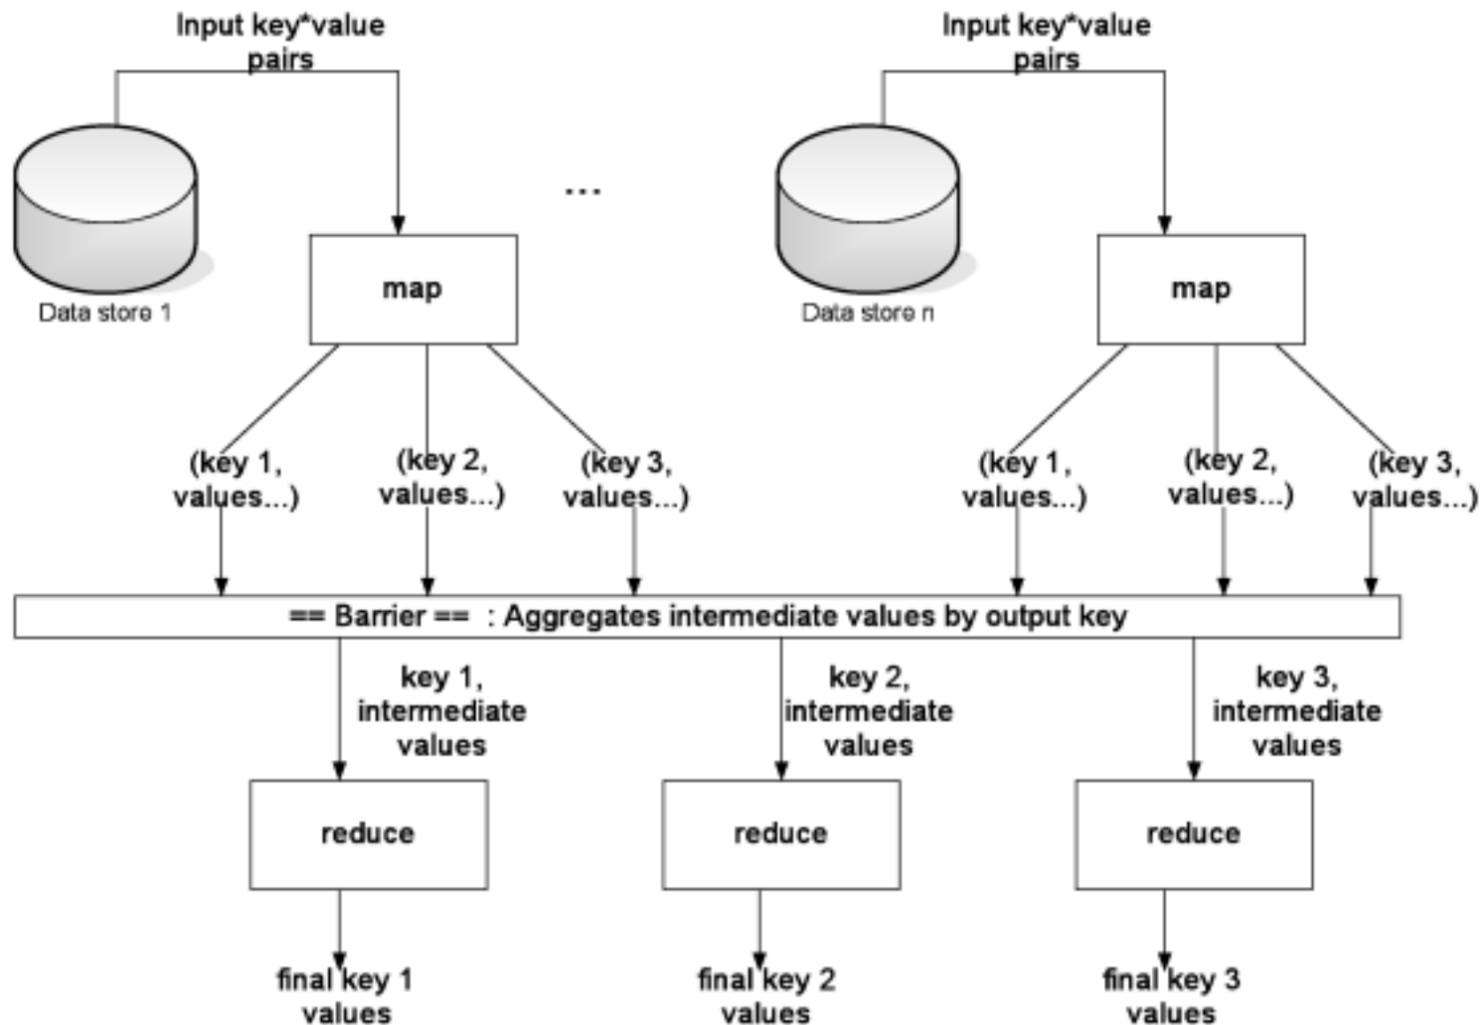 Input key*value
pairs
Input key*value
pairs
...
Data store 1
map
Data store n
map
(key 1,
values...)
(key 2,
values...)
(key 3,
values...)
(key 1,
values...)
(key 2,
values...)
(key 3,
values...)
== Barrier == : Aggregates intermediate values by output key
key 1,
intermediate
values
key 2,
intermediate
values
key 3,
intermediate
values
reduce
reduce
reduce
final key 1
values
final key 2
values
final key 3
values